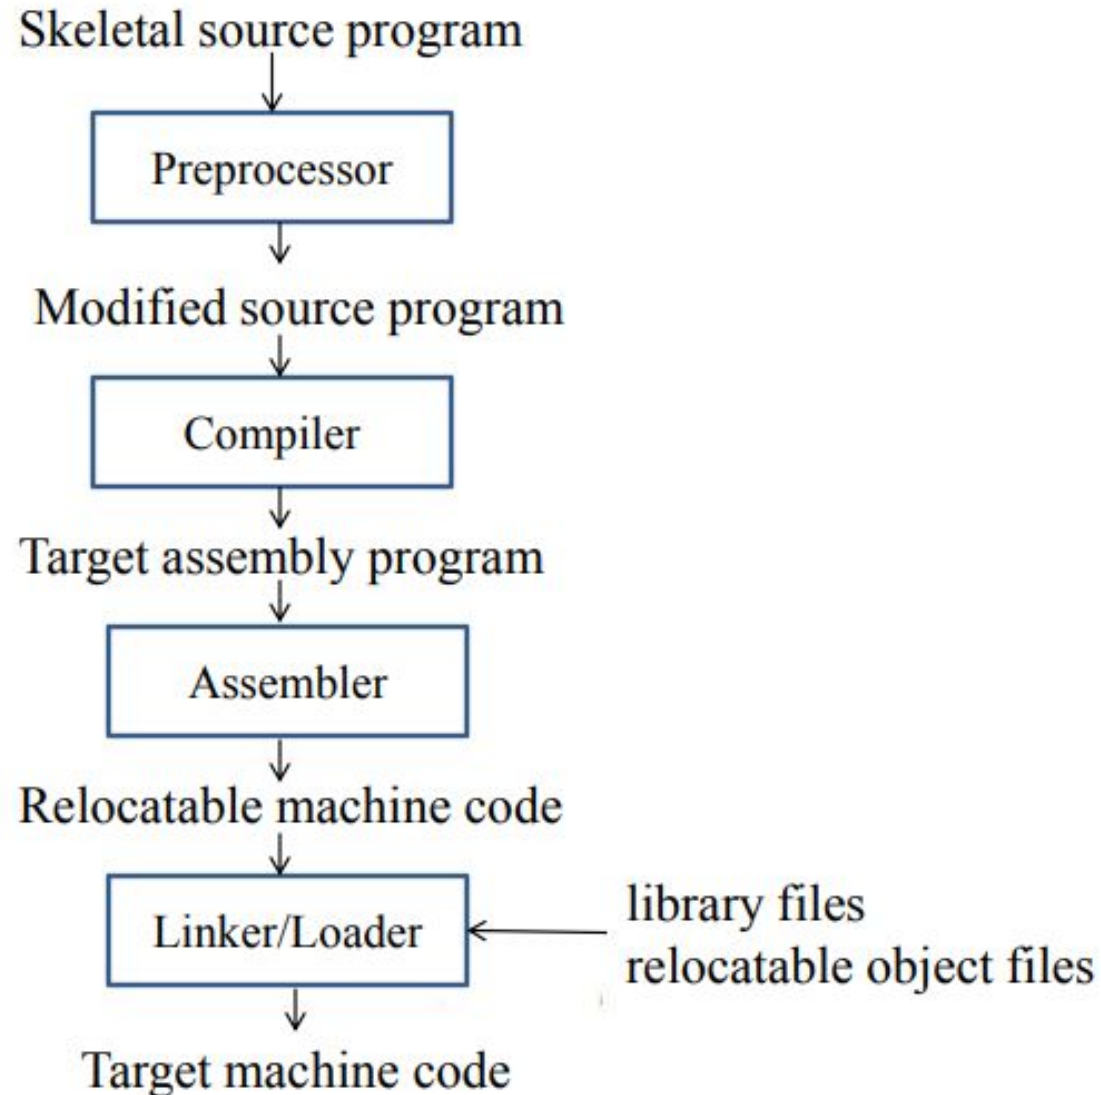 Skeletal source program
Preprocessor
Modified source program
Compiler
Target assembly program
Assembler
Relocatable machine code
Linker/Loader
library files
relocatable object files
Target machine code